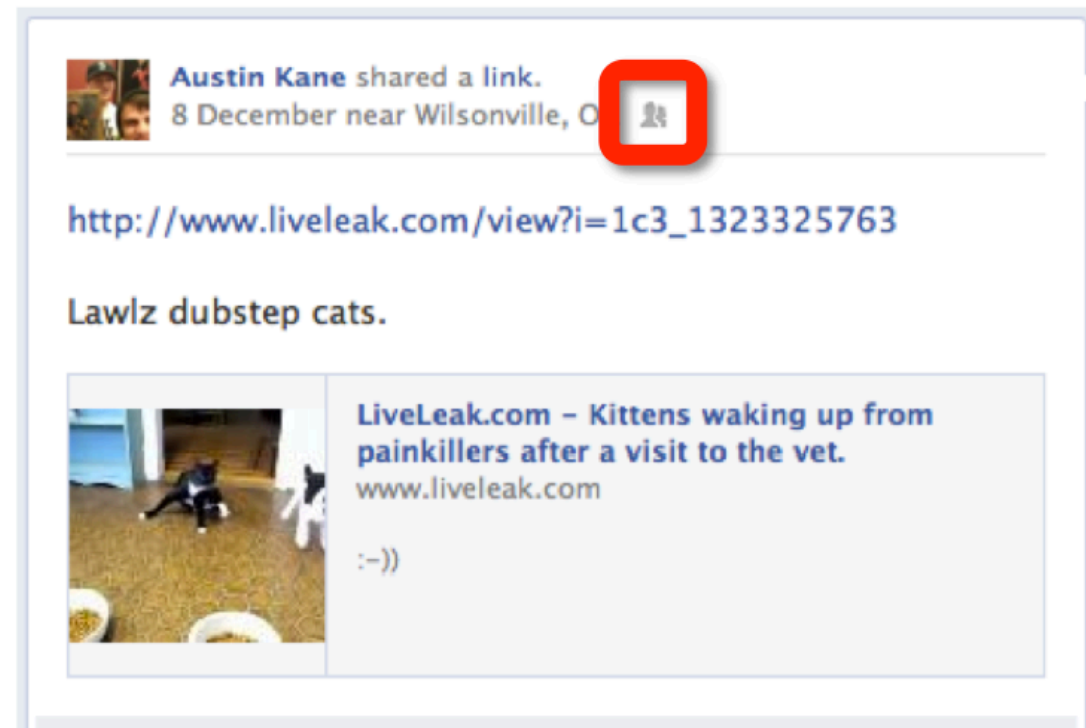 Austin Kane shared a link.
8 December near Wilsonville, O
http://www.liveleak.com/view?i=1c3_1323325763
Lawlz dubstep cats.
LiveLeak.com – Kittens waking up from
painkillers after a visit to the vet.
www.liveleak.com
:-))